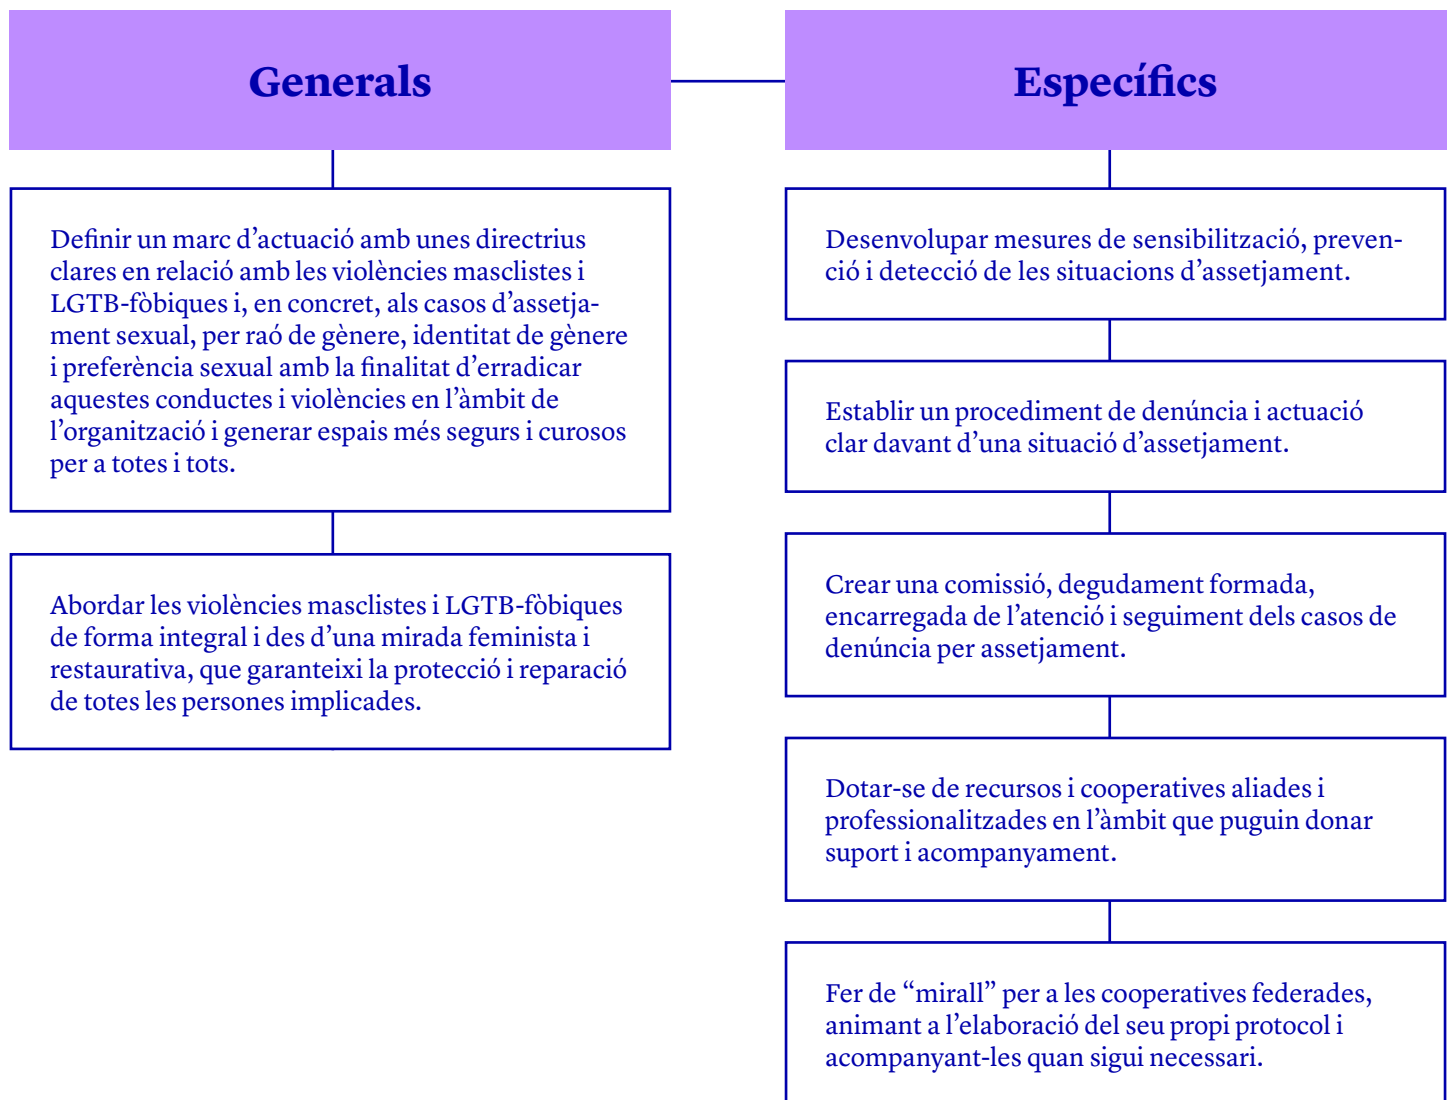 Generals
Definir un marc d’actuació amb unes directrius
clares en relació amb les violències masclistes i
LGTB-fòbiques i, en concret, als casos d’assetja-
ment sexual, per raó de gènere, identitat de gènere
i preferència sexual amb la finalitat d’erradicar
aquestes conductes i violències en l’àmbit de
l’organització i generar espais més segurs i curosos
per a totes i tots.
Abordar les violències masclistes i LGTB-fòbiques
de forma integral i des d’una mirada feminista i
restaurativa, que garanteixi la protecció i reparació
de totes les persones implicades.
Específics
Desenvolupar mesures de sensibilització, preven-
ció i detecció de les situacions d’assetjament.
Establir un procediment de denúncia i actuació
clar davant d’una situació d’assetjament.
Crear una comissió, degudament formada,
encarregada de l’atenció i seguiment dels casos de
denúncia per assetjament.
Dotar-se de recursos i cooperatives aliades i
professionalitzades en l’àmbit que puguin donar
suport i acompanyament.
Fer de “mirall” per a les cooperatives federades,
animant a l’elaboració del seu propi protocol i
acompanyant-les quan sigui necessari.